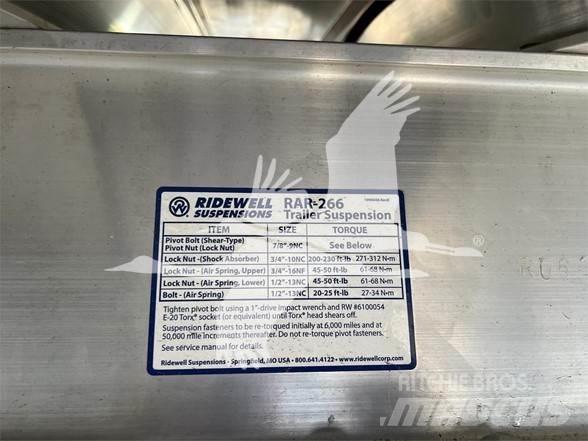 RIDEWELL SUSPENSIONS
RAR-266
Trailer Suspension
ITEM SIZE TORQUE
Pivot Bolt (Shear-Type)
Pivot Nut (Lock Nut) 7/8"-9NC See Below
Lock Nut -(Shock Absorber) 3/4"-10NC 200-230 ft-lb 271-312 N-m
Lock Nut - (Air Spring, Upper) 3/4"-16NF 45-50 ft-lb 61-68 N-m
Lock Nut - (Air Spring, Lower) 1/2"-13NC 45-50 ft-lb 61-68 N-m
Bolt - (Air Spring) 1/2"-13NC 20-25 ft-lb 27-34 N-m
Tighten pivot bolt using a 1"-drive impact wrench and RW #6100054
E-20 Torx® socket (or equivalent) until Torx® head shears off.
Suspension fasteners to be re-torqued initially at 6,000 miles and at
50,000 mile increments thereafter. Do not re-torque pivot fasteners.
See service manual for details.
Ridewell Suspensions - Springfield, MO USA - 800.641.4122 - www.ridewellcorp.com
RITCHIE BROS.
MASCUS